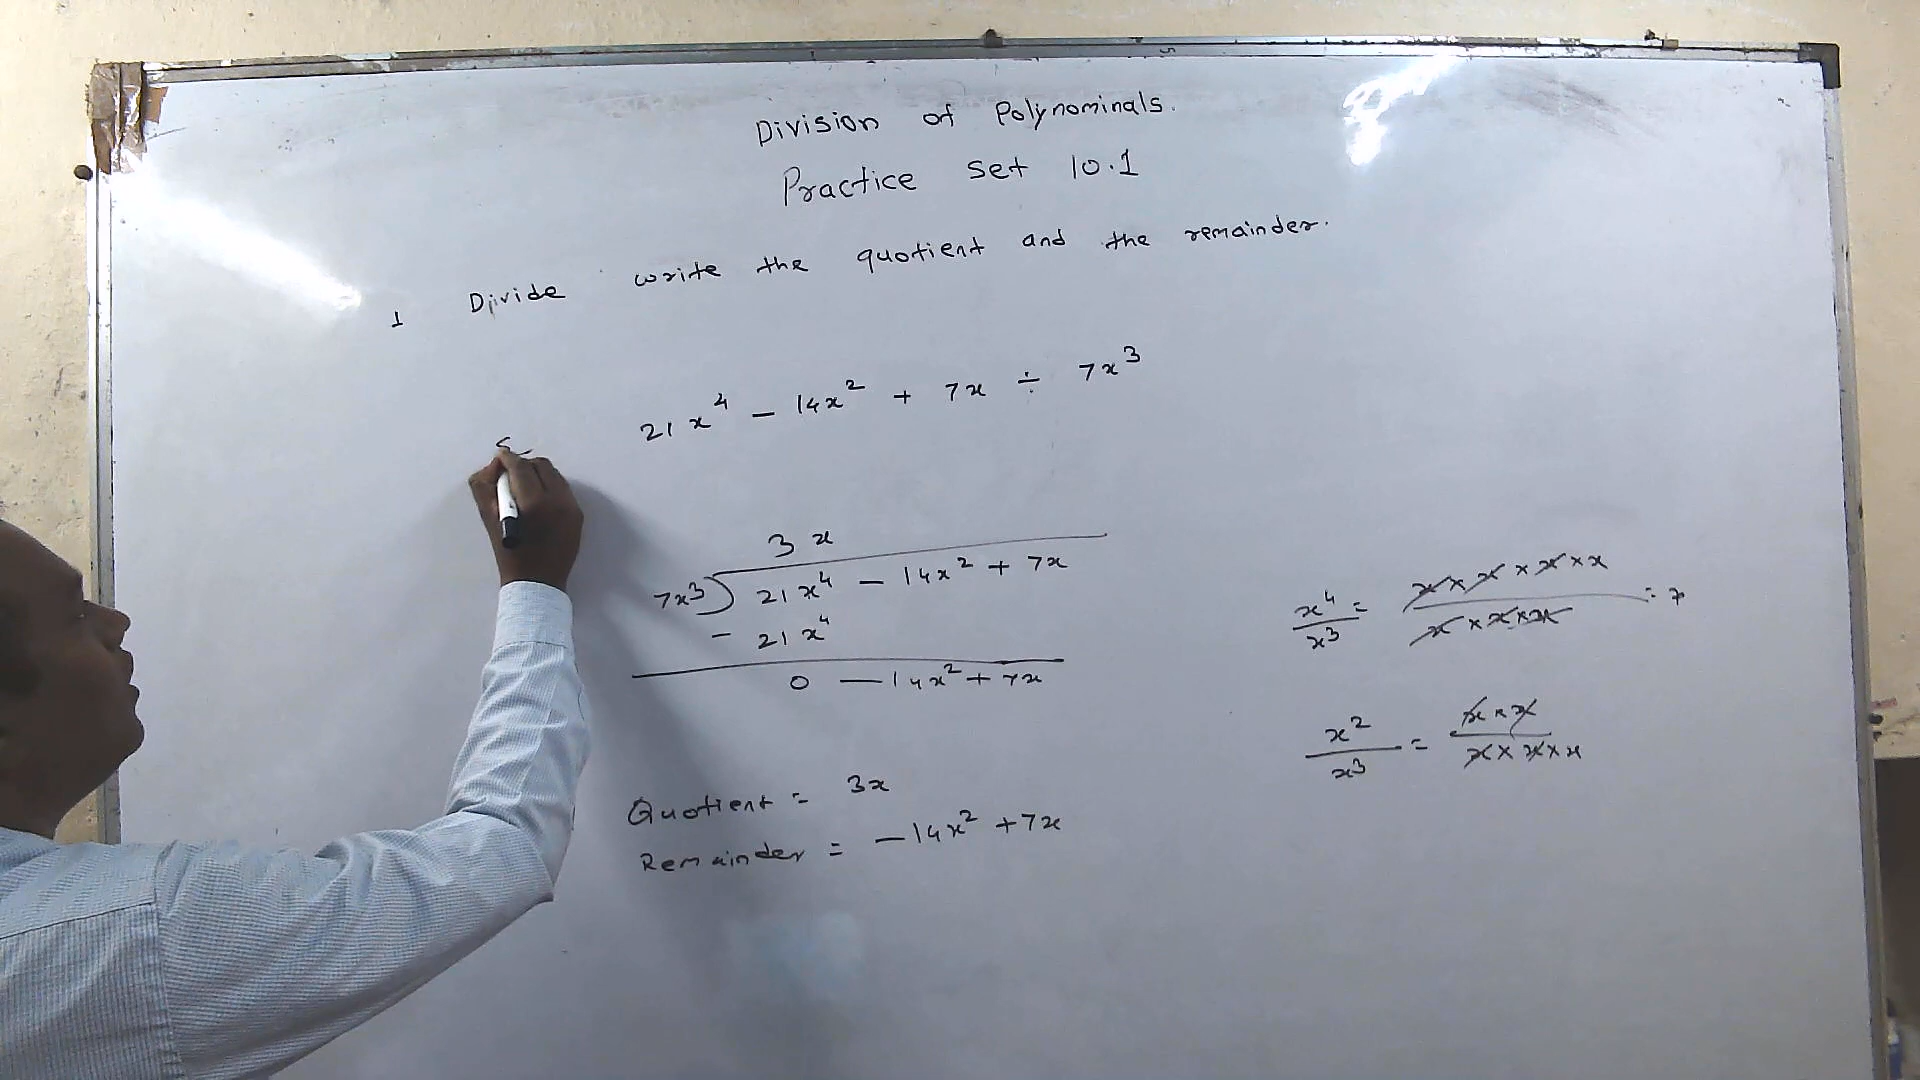 Division of Polynominals.
Practice Set 10.1
1 Divide write the quotient and the remainder.
21x⁴ - 14x² + 7x ÷ 7x³
3x
7x³) 21x⁴ - 14x² + 7x
- 21x⁴
0 - 14x² + 7x
Quotient = 3x
Remainder = -14x² + 7x
x⁴/x³ = x × x × x × x / x × x × x =
x²/x³ = x × x / x × x × x